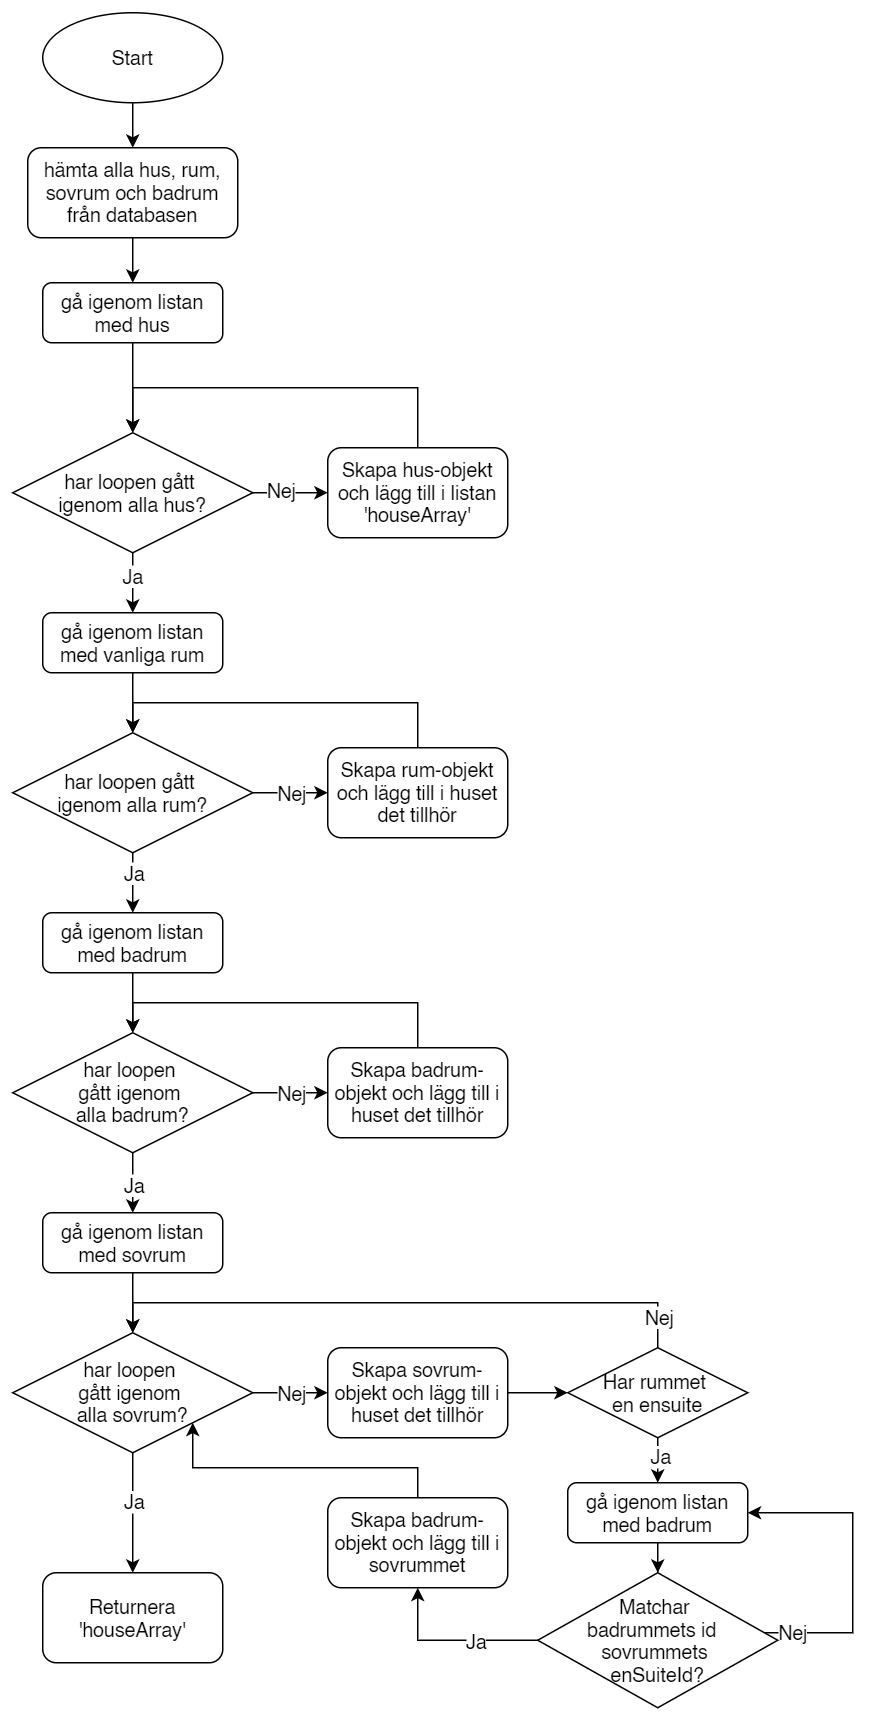 Start
hämta alla hus, rum,
sovrum och badrum
från databasen
gå igenom listan
med hus
har loopen gått
igenom alla hus?
Nej
Skapa hus-objekt
och lägg till i listan
'houseArray'
Ja
gå igenom listan
med vanliga rum
har loopen gått
igenom alla rum?
Nej
Skapa rum-objekt
och lägg till i huset
det tillhör
Ja
gå igenom listan
med badrum
har loopen
gått igenom
alla badrum?
Nej
Skapa badrum-
objekt och lägg till i
huset det tillhör
Ja
gå igenom listan
med sovrum
har loopen
gått igenom
alla sovrum?
Nej
Skapa sovrum-
objekt och lägg till i
huset det tillhör
Har rummet
en ensuite
Nej
Ja
gå igenom listan
med badrum
Matchar
badrummets id
sovrummets
enSuiteId?
Nej
Ja
Skapa badrum-
objekt och lägg till i
sovrummet
Ja
Returnera
'houseArray'